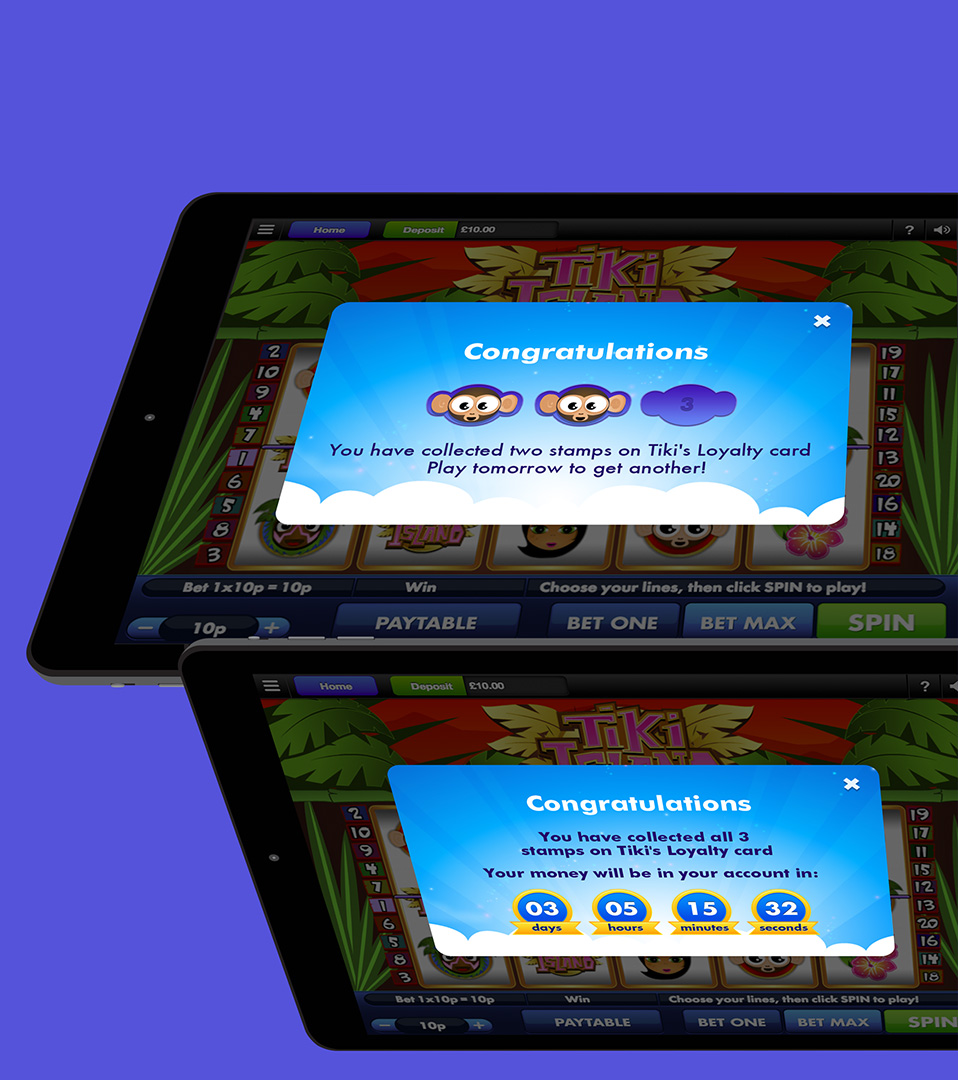 Home
Deposit
£10.00
?
TiKi
ISLAND
Congratulations
3
You have collected two stamps on Tiki's Loyalty card
Play tomorrow to get another!
2
10
9
4
7
1
6
5
8
3
19
17
11
15
12
13
20
16
14
18
ISLAND
Bet 1x10p = 10p
Win
Choose your lines, then click SPIN to play!
− 10p +
PAYTABLE
BET ONE
BET MAX
SPIN
Home
Deposit
£10.00
?
TiKi
ISLAND
Congratulations
You have collected all 3
stamps on Tiki's Loyalty card
Your money will be in your account in:
03 05 15 32
days hours minutes seconds
2
10
9
4
7
1
6
5
8
3
19
17
11
15
12
13
20
16
14
18
ISLAND
Bet 1x10p = 10p
Win
Choose your lines, then click SPIN to play!
− 10p +
PAYTABLE
BET ONE
BET MAX
SPIN